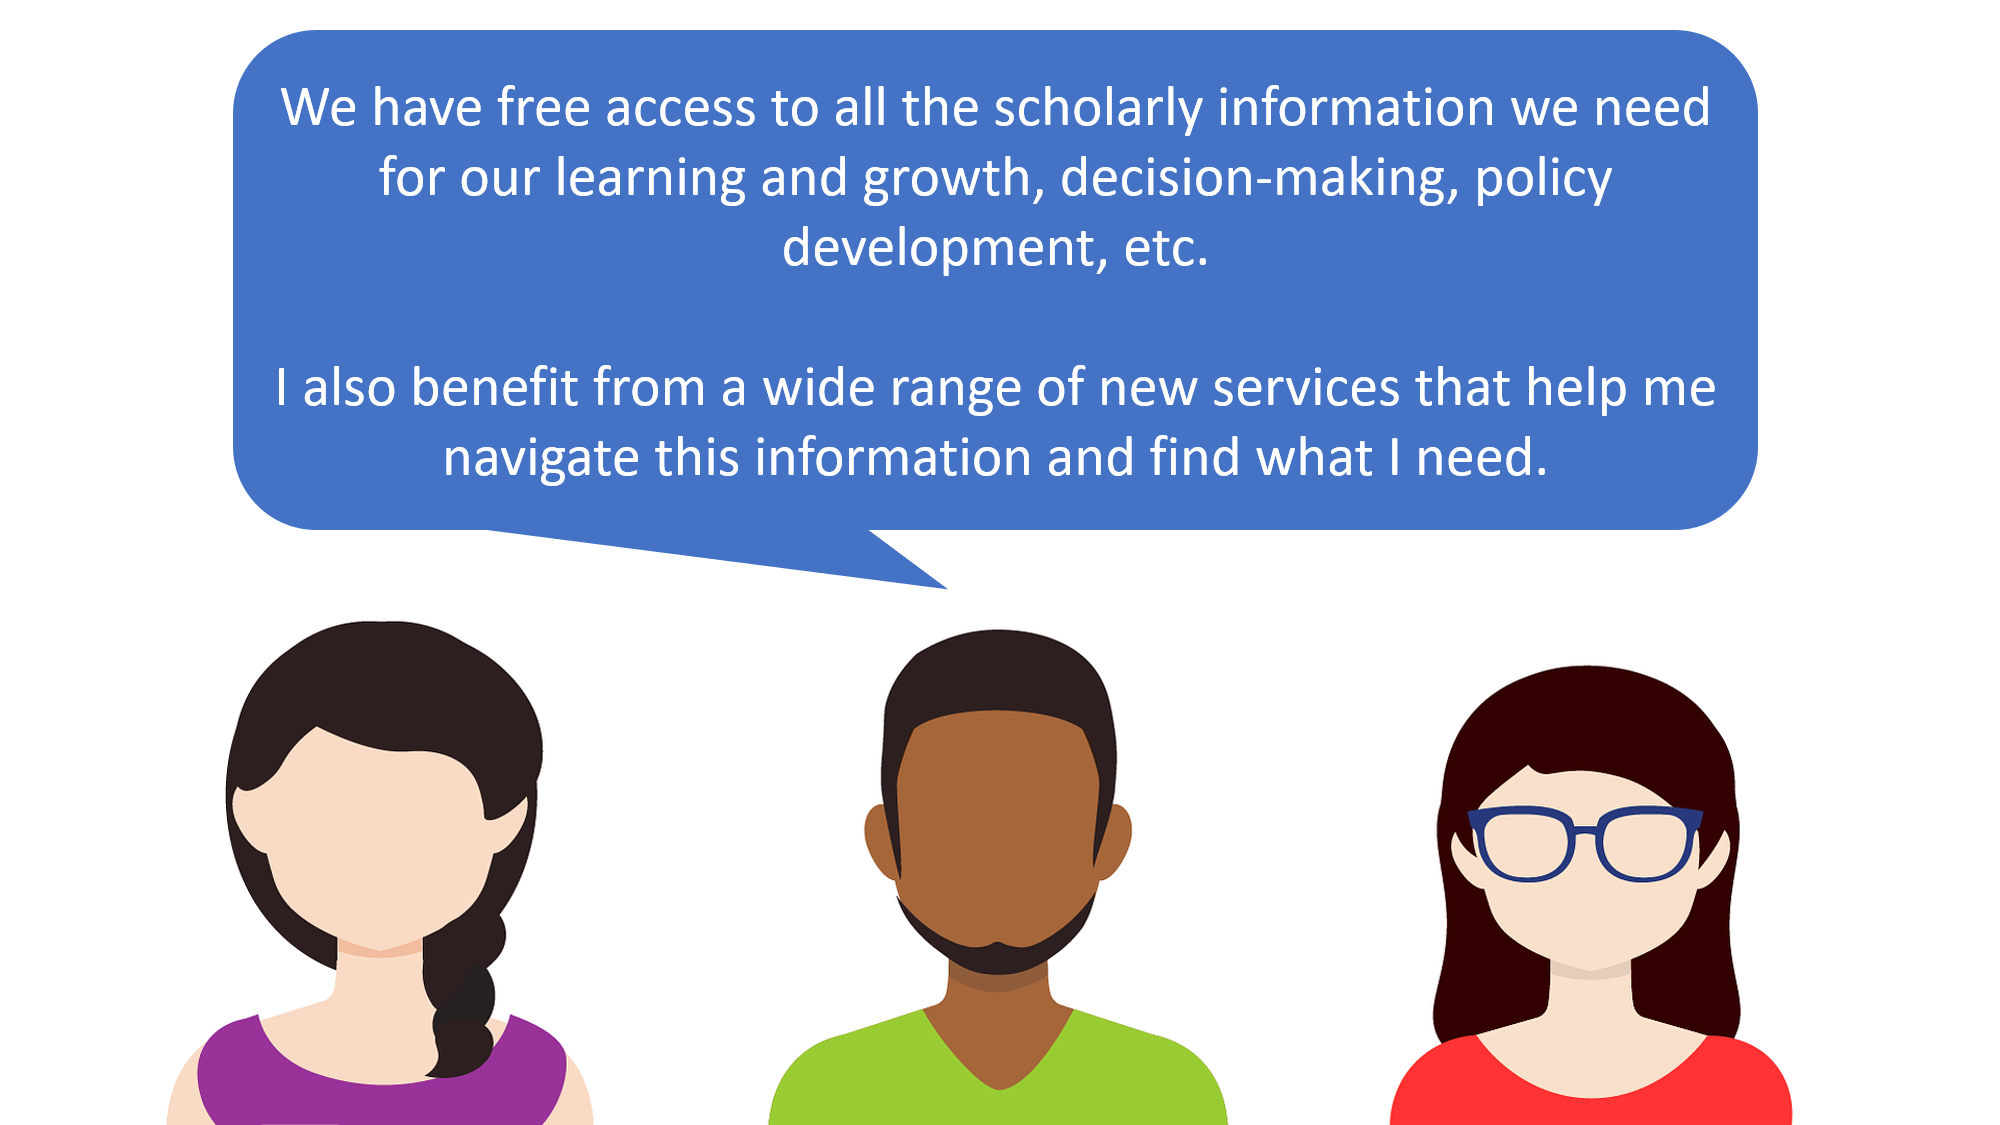 We have free access to all the scholarly information we need
for our learning and growth, decision-making, policy
development, etc.
I also benefit from a wide range of new services that help me
navigate this information and find what I need.